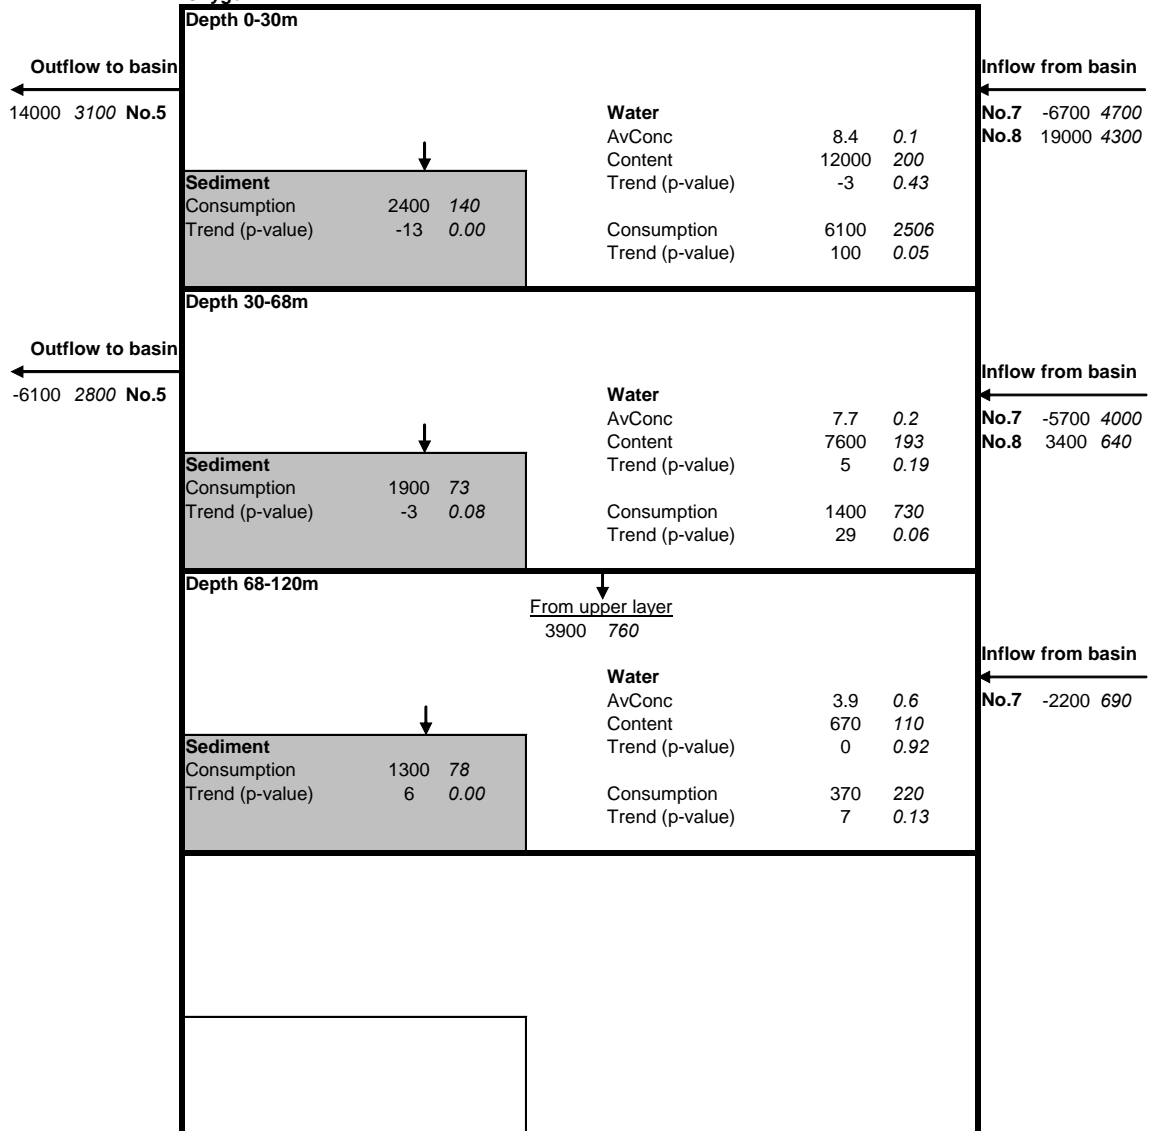 Depth 0-30m
Outflow to basin
14000 3100 No.5
Inflow from basin
No.7 -6700 4700
No.8 19000 4300
Water
AvConc 8.4 0.1
Content 12000 200
Trend (p-value) -3 0.43
Consumption 6100 2506
Trend (p-value) 100 0.05
Sediment
Consumption 2400 140
Trend (p-value) -13 0.00
Depth 30-68m
Outflow to basin
-6100 2800 No.5
Inflow from basin
No.7 -5700 4000
No.8 3400 640
Water
AvConc 7.7 0.2
Content 7600 193
Trend (p-value) 5 0.19
Consumption 1400 730
Trend (p-value) 29 0.06
Sediment
Consumption 1900 73
Trend (p-value) -3 0.08
Depth 68-120m
From upper layer
3900 760
Inflow from basin
No.7 -2200 690
Water
AvConc 3.9 0.6
Content 670 110
Trend (p-value) 0 0.92
Consumption 370 220
Trend (p-value) 7 0.13
Sediment
Consumption 1300 78
Trend (p-value) 6 0.00